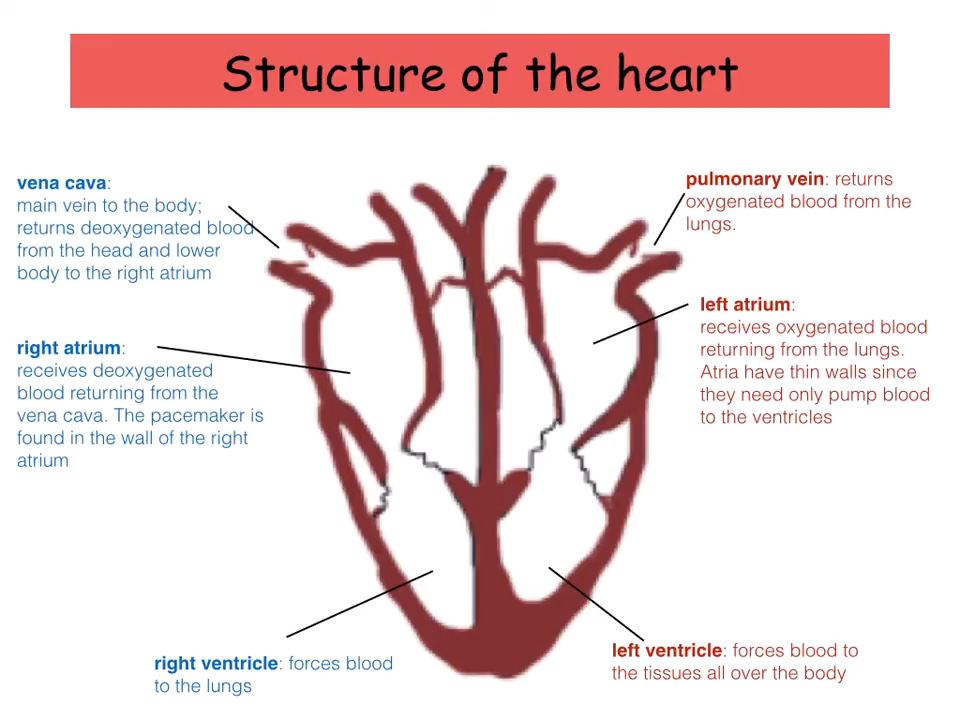 Structure of the heart
vena cava:
main vein to the body;
returns deoxygenated blood
from the head and lower
body to the right atrium
pulmonary vein: returns
oxygenated blood from the
lungs.
left atrium:
receives oxygenated blood
returning from the lungs.
Atria have thin walls since
they need only pump blood
to the ventricles
right atrium:
receives deoxygenated
blood returning from the
vena cava. The pacemaker is
found in the wall of the right
atrium
right ventricle: forces blood
to the lungs
left ventricle: forces blood to
the tissues all over the body